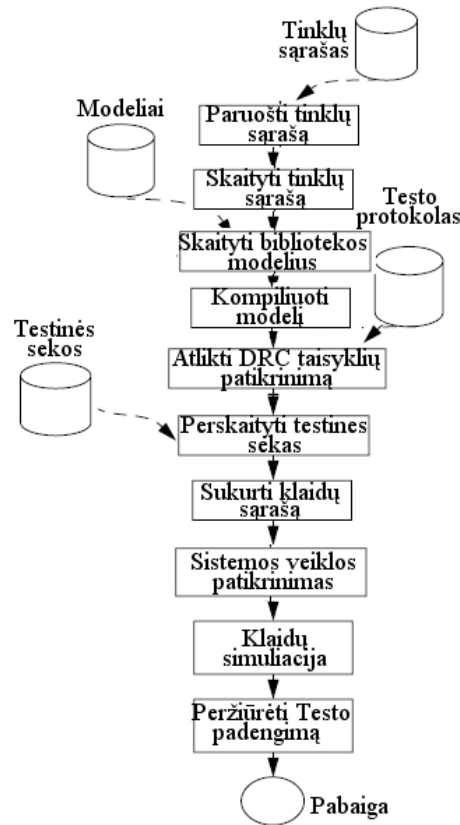 Tinklų
sąrašas
Modeliai
Paruošti tinklų
sąrašą
Skaityti tinklų
sąrašą
Testo
protokolas
Skaityti bibliotekos
modelius
Kompiliuoti
modelį
Testinės
sekos
Atlikti DRC taisyklių
patikrinimą
Perskaityti testines
sekas
Sukurti klaidų
sąrašą
Sistemos veiklos
patikrinimas
Klaidų
simuliacija
Peržiūrėti Testo
padengimą
Pabaiga